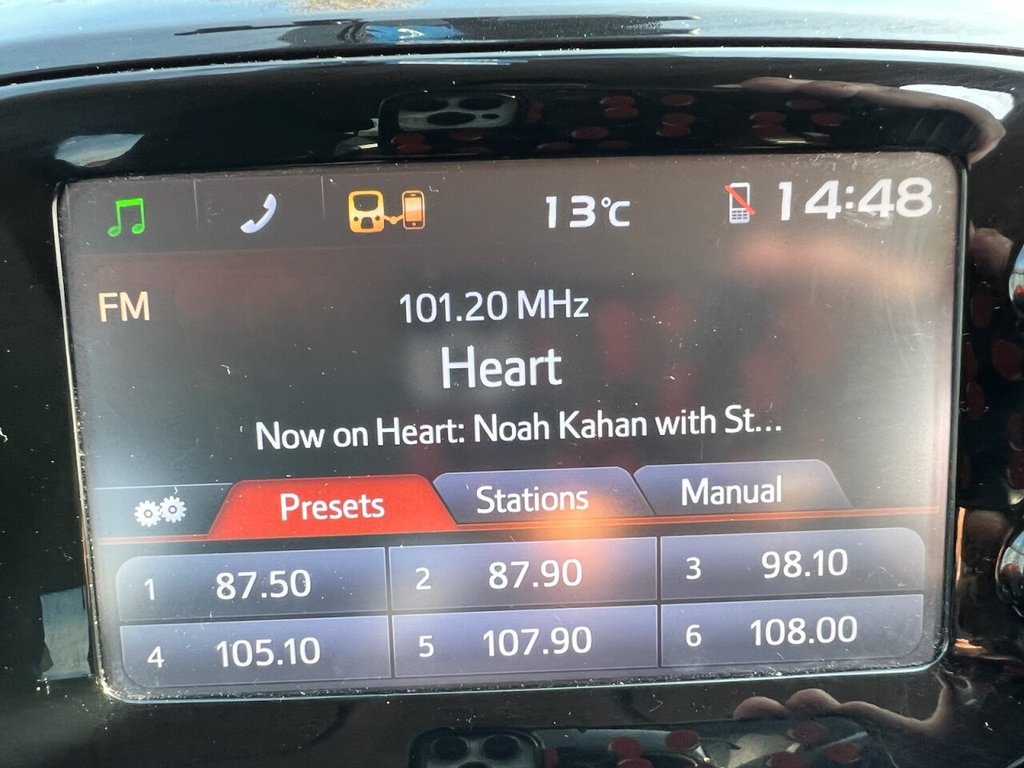 13°C 14:48
FM 101.20 MHz
Heart
Now on Heart: Noah Kahan with St...
Presets Stations Manual
1 87.50 2 87.90 3 98.10
4 105.10 5 107.90 6 108.00